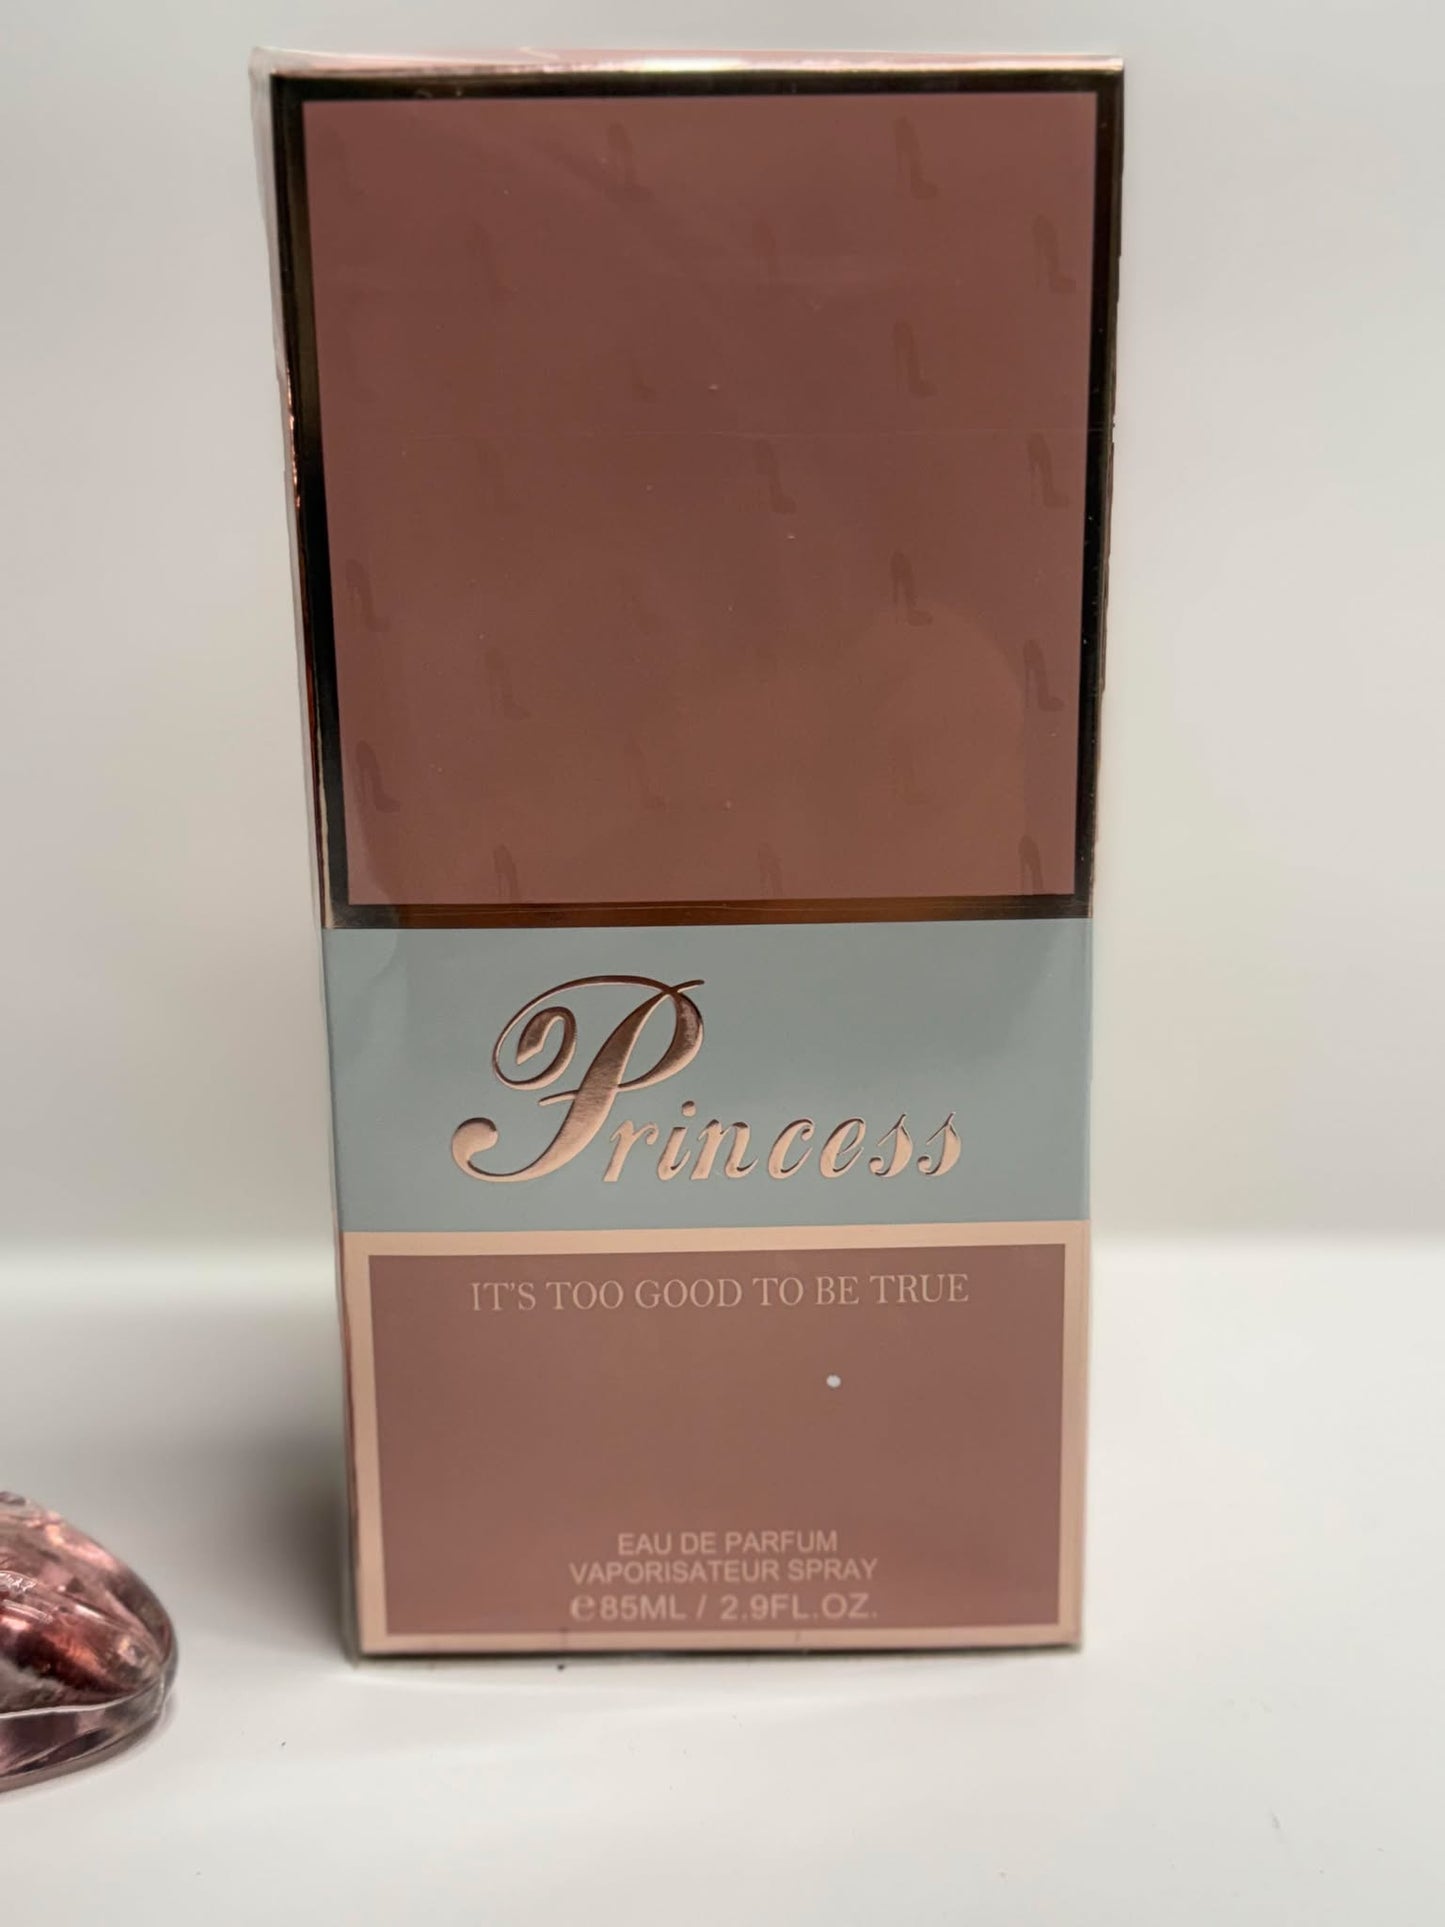 Princess
IT'S TOO GOOD TO BE TRUE
EAU DE PARFUM
VAPORISATEUR SPRAY
℮85ML / 2.9FL.OZ.